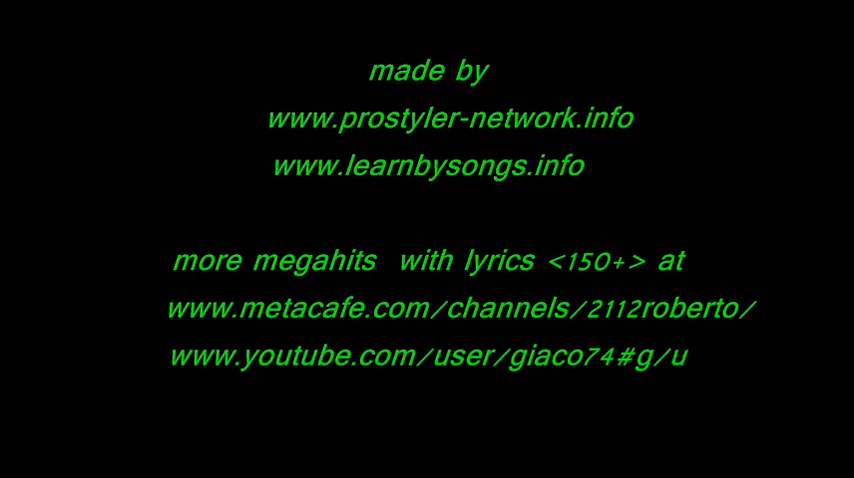 made by
www.prostyler-network.info
www.learnbysongs.info
more megahits with lyrics <150+> at
www.metacafe.com/channels/2112roberto/
www.youtube.com/user/giaco74#g/u